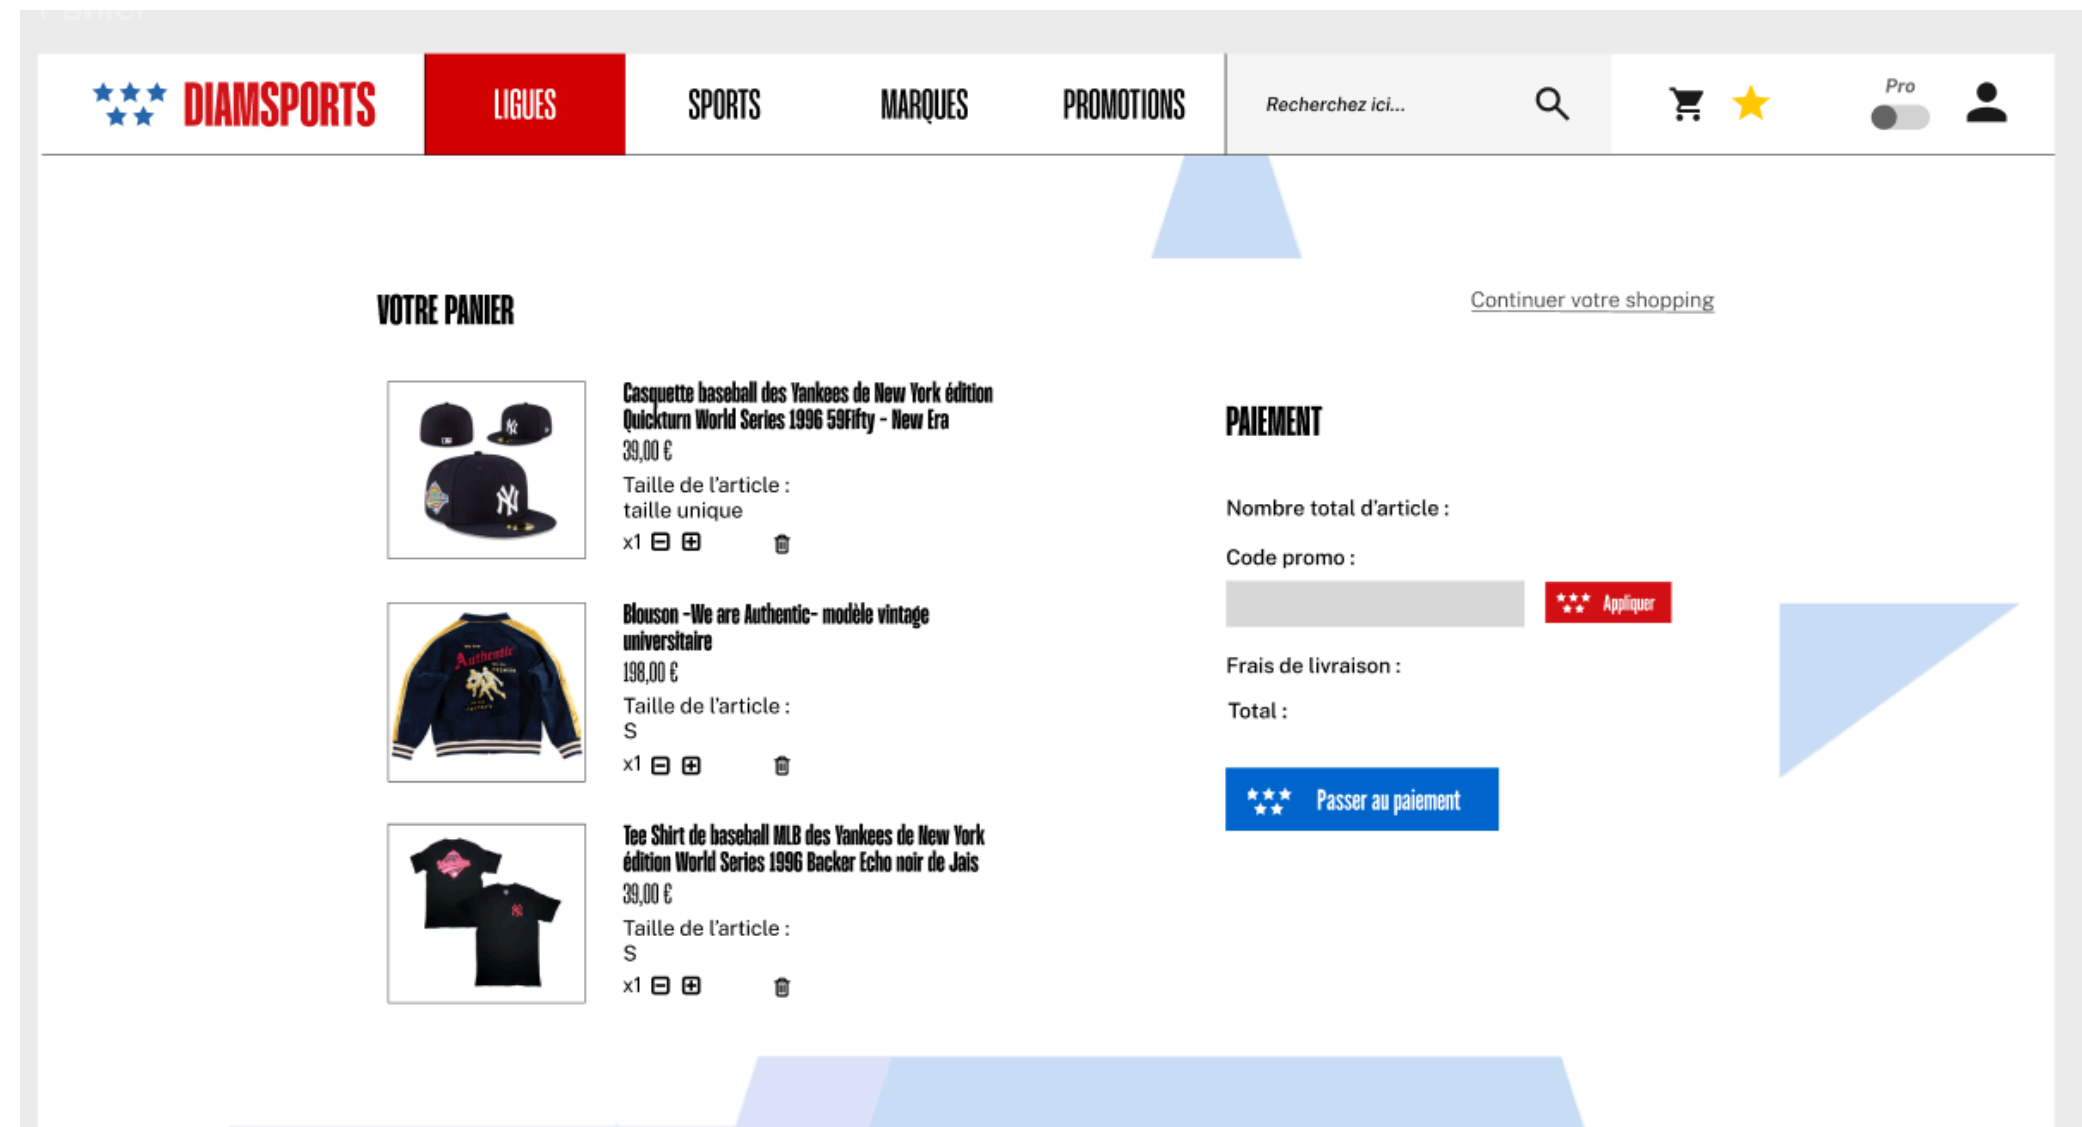 Panier
DIAMSPORTS
LIGUES
SPORTS
MARQUES
PROMOTIONS
Recherchez ici...
Pro
VOTRE PANIER
Continuer votre shopping
Casquette baseball des Yankees de New York édition
Quickturn World Series 1996 59Fifty - New Era
39,00 €
Taille de l'article :
taille unique
x1
Blouson -We are Authentic- modèle vintage
universitaire
198,00 €
Taille de l'article :
S
x1
Authentic
Tee Shirt de baseball MLB des Yankees de New York
édition World Series 1996 Backer Echo noir de Jais
39,00 €
Taille de l'article :
S
x1
PAIEMENT
Nombre total d'article :
Code promo :
Appliquer
Frais de livraison :
Total :
Passer au paiement